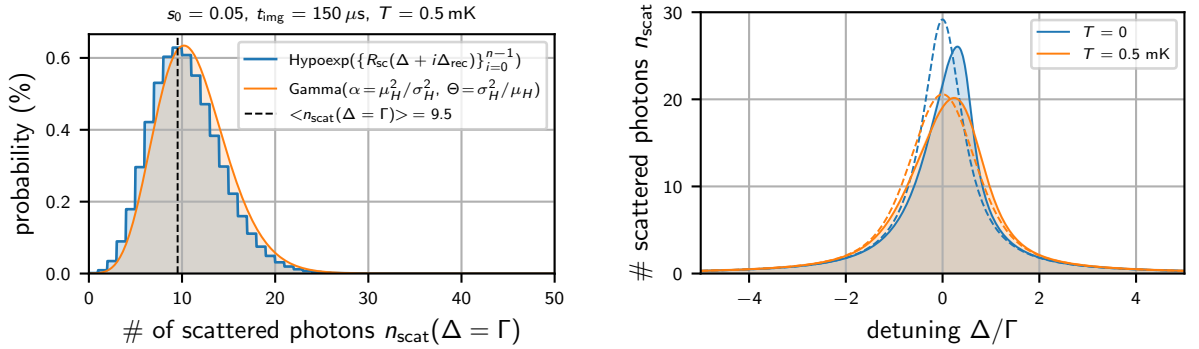 s₀ = 0.05, t_img = 150 μs, T = 0.5 mK
probability (%)
0.6
0.4
0.2
0.0
Hypoexp({R_sc(Δ + iΔ_rec)}_{i=0}^{n−1})
Gamma(α = μ_H²/σ_H², Θ = σ_H²/μ_H)
<n_scat(Δ = Γ)> = 9.5
0 10 20 30 40 50
# of scattered photons n_scat(Δ = Γ)
# scattered photons n_scat
30
20
10
0
T = 0
T = 0.5 mK
−4 −2 0 2 4
detuning Δ/Γ